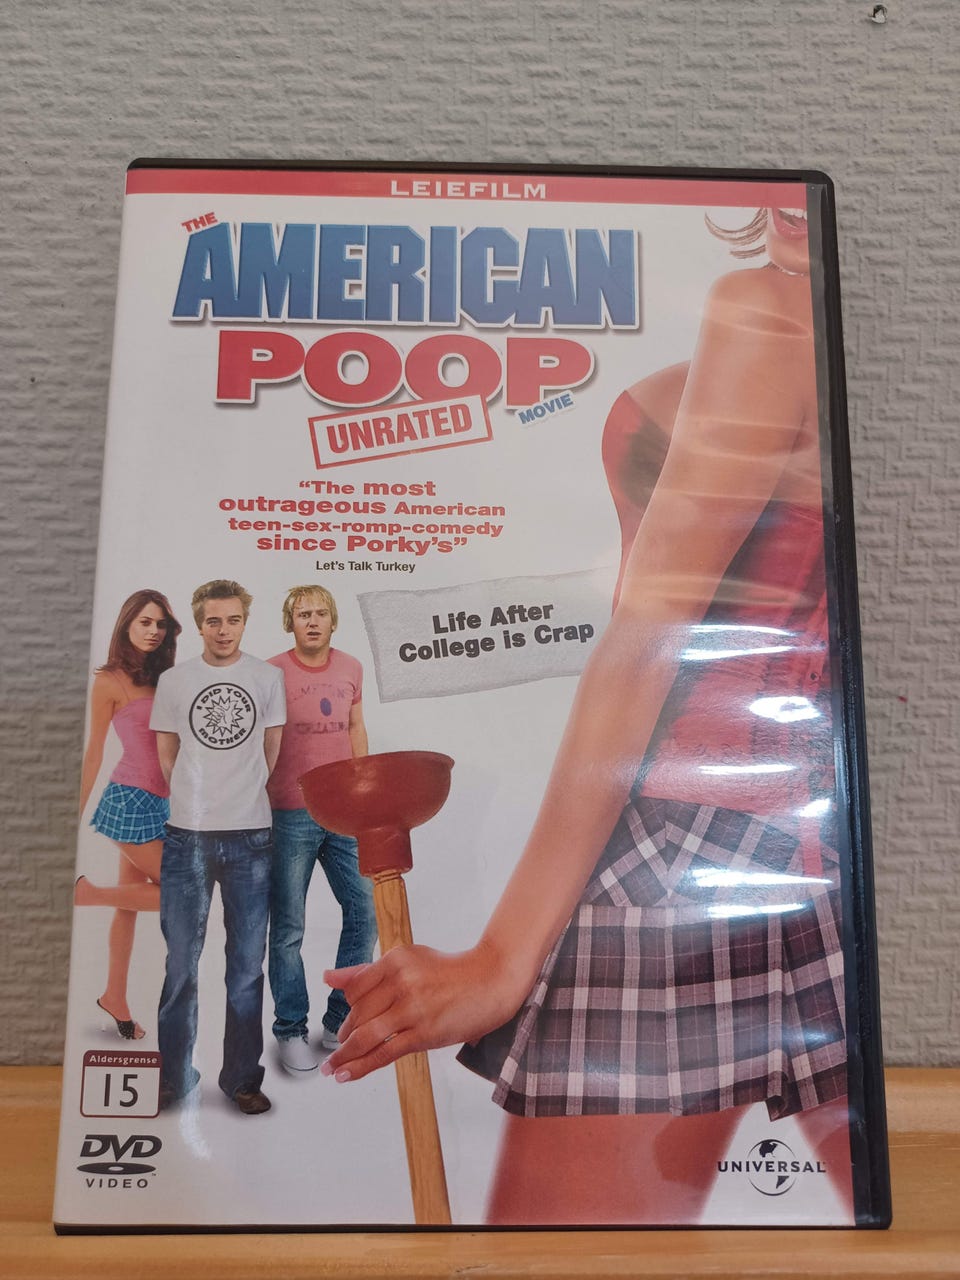 LEIEFILM
THE
AMERICAN
POOP
MOVIE
UNRATED
"The most
outrageous American
teen-sex-romp-comedy
since Porky's"
Let's Talk Turkey
Life After
College is Crap
I DID YOUR
MOTHER
Aldersgrense
15
DVD
VIDEO
UNIVERSAL